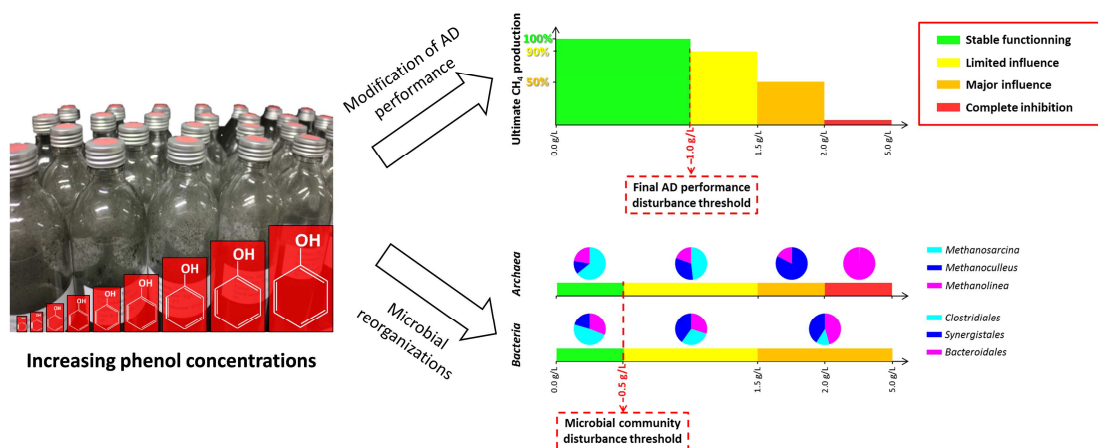 Modification of AD
performance
Ultimate CH₄ production
100%
90%
50%
0.0 g/L
~1.0 g/L
1.5 g/L
2.0 g/L
5.0 g/L
Final AD performance
disturbance threshold
Stable functionning
Limited influence
Major influence
Complete inhibition
OH
OH
OH
OH
OH
OH
OH
OH
Increasing phenol concentrations
Microbial
reorganizations
Archaea
Bacteria
0.0 g/L
~0.5 g/L
1.5 g/L
2.0 g/L
5.0 g/L
Microbial community
disturbance threshold
Methanosarcina
Methanoculleus
Methanolinea
Clostridiales
Synergistales
Bacteroidales